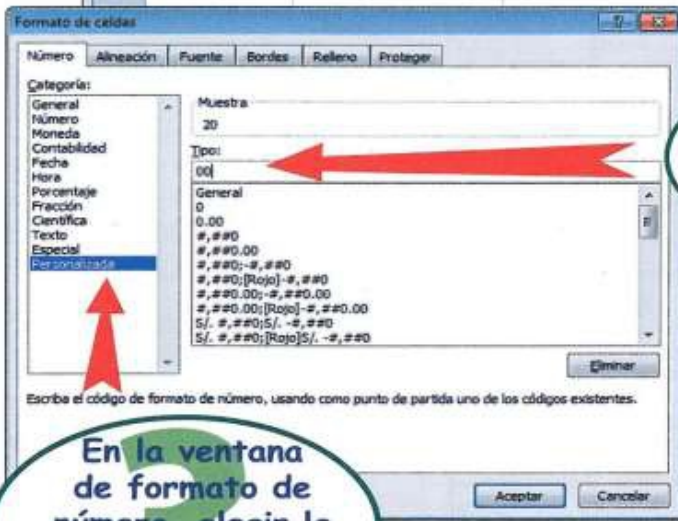 Formato de celdas
Número Alineación Fuente Bordes Relleno Proteger
Categoría:
General
Número
Moneda
Contabilidad
Fecha
Hora
Porcentaje
Fracción
Científica
Texto
Especial
Personalizada
Muestra
20
Tipo:
00
General
0
0.00
#,##0
#,##0.00
#,##0;-#,##0
#,##0;[Rojo]-#,##0
#,##0.00;-#,##0.00
#,##0.00;[Rojo]-#,##0.00
S/. #,##0;S/. -#,##0
S/. #,##0;[Rojo]S/. -#,##0
Eliminar
Escriba el código de formato de número, usando como punto de partida uno de los códigos existentes.
En la ventana
de formato de
número, elegir la
Aceptar Cancelar